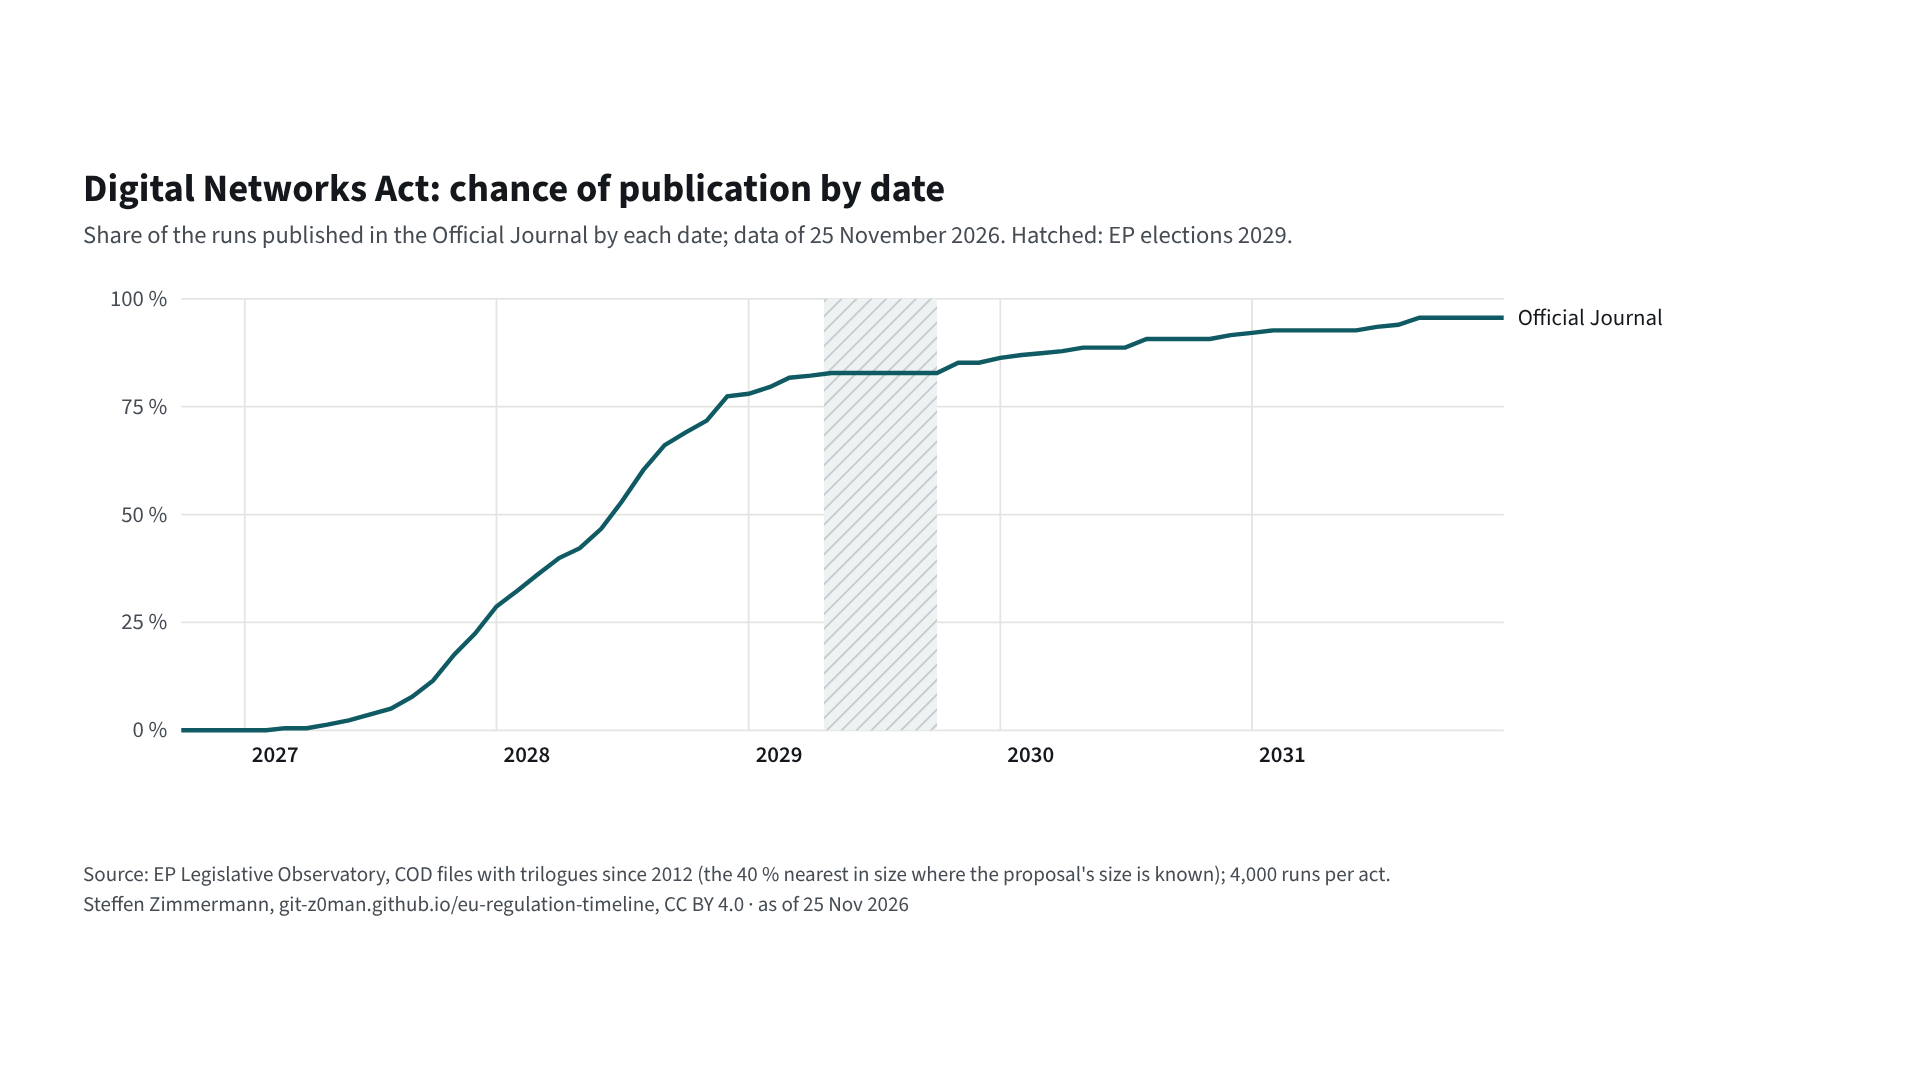 Digital Networks Act: chance of publication by date
Share of the runs published in the Official Journal by each date; data of 25 November 2026. Hatched: EP elections 2029.
100 %
Official Journal
75 %
50 %
25 %
0 %
2027 2028 2029 2030 2031
Source: EP Legislative Observatory, COD files with trilogues since 2012 (the 40 % nearest in size where the proposal's size is known); 4,000 runs per act.
Steffen Zimmermann, git-z0man.github.io/eu-regulation-timeline, CC BY 4.0 · as of 25 Nov 2026